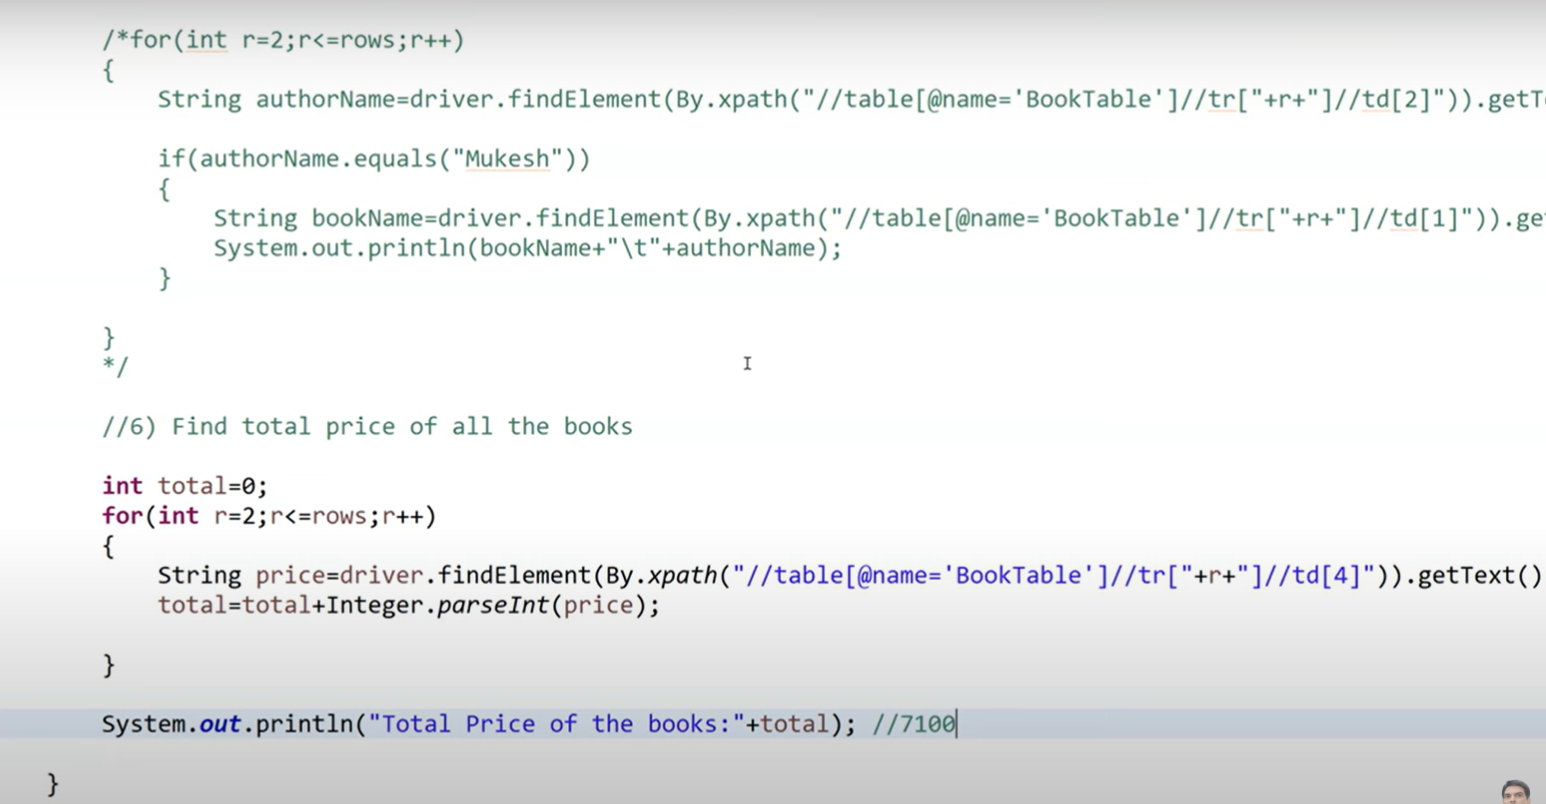 /*for(int r=2;r<=rows;r++)
{
String authorName=driver.findElement(By.xpath("//table[@name='BookTable']//tr["+r+"]//td[2]")).getT
if(authorName.equals("Mukesh"))
{
String bookName=driver.findElement(By.xpath("//table[@name='BookTable']//tr["+r+"]//td[1]")).ge
System.out.println(bookName+"\t"+authorName);
}
}
*/
//6) Find total price of all the books
int total=0;
for(int r=2;r<=rows;r++)
{
String price=driver.findElement(By.xpath("//table[@name='BookTable']//tr["+r+"]//td[4]")).getText()
total=total+Integer.parseInt(price);
}
System.out.println("Total Price of the books:"+total); //7100
}